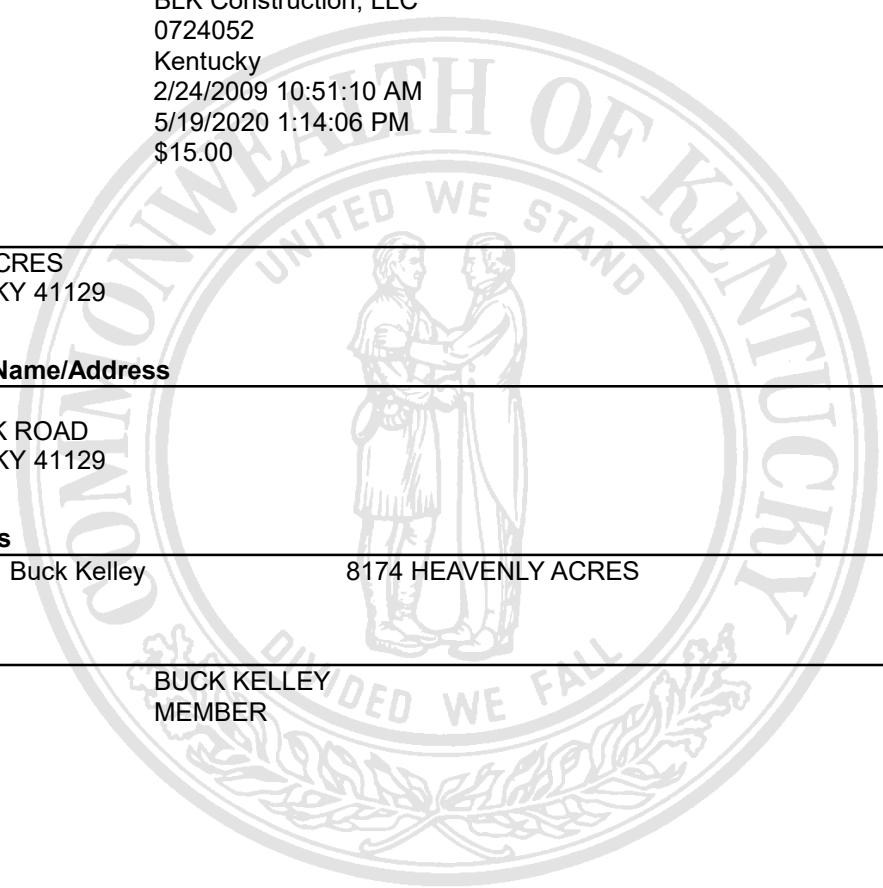 BLK Construction, LLC
0724052
Kentucky
2/24/2009 10:51:10 AM
5/19/2020 1:14:06 PM
$15.00
CRES
KY 41129
Name/Address
K ROAD
KY 41129
s
Buck Kelley 8174 HEAVENLY ACRES
BUCK KELLEY
MEMBER
COMMONWEALTH OF KENTUCKY
UNITED WE STAND
DIVIDED WE FALL